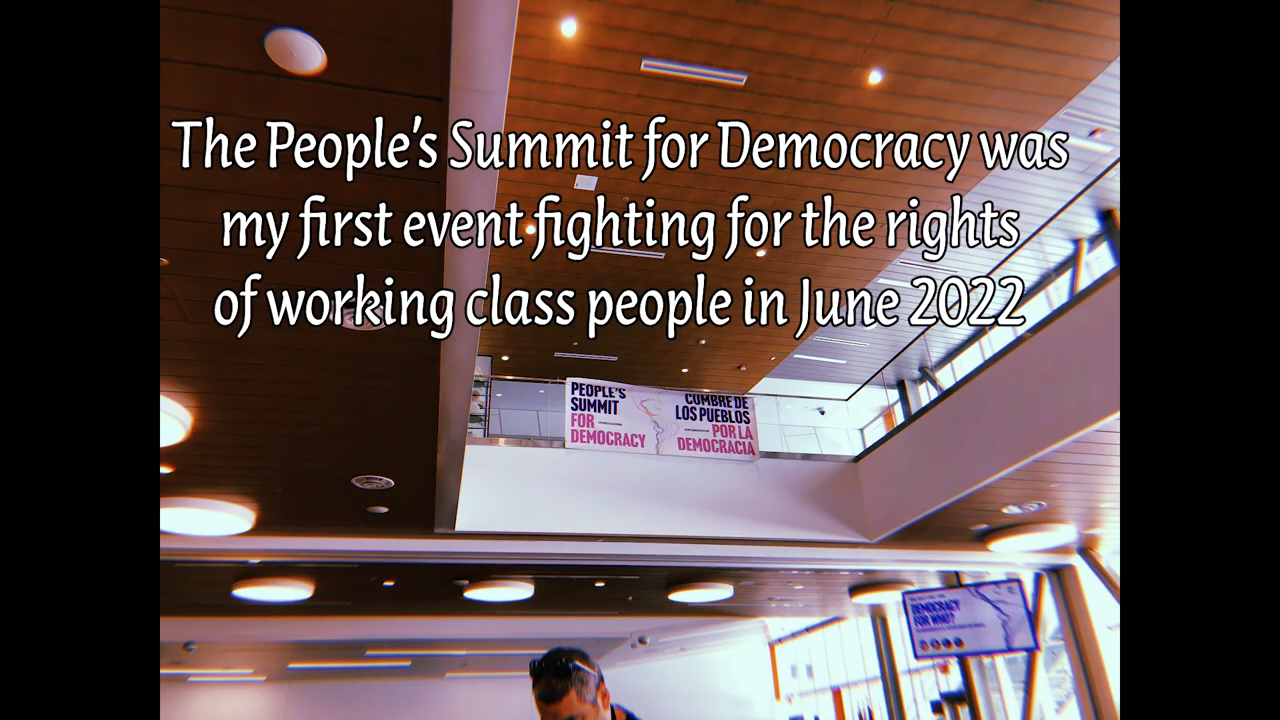 The People's Summit for Democracy was
my first event fighting for the rights
of working class people in June 2022
PEOPLE'S
SUMMIT
FOR
DEMOCRACY
CUMBRE DE
LOS PUEBLOS
POR LA
DEMOCRACIA
DEMOCRACY
FOR WHO?